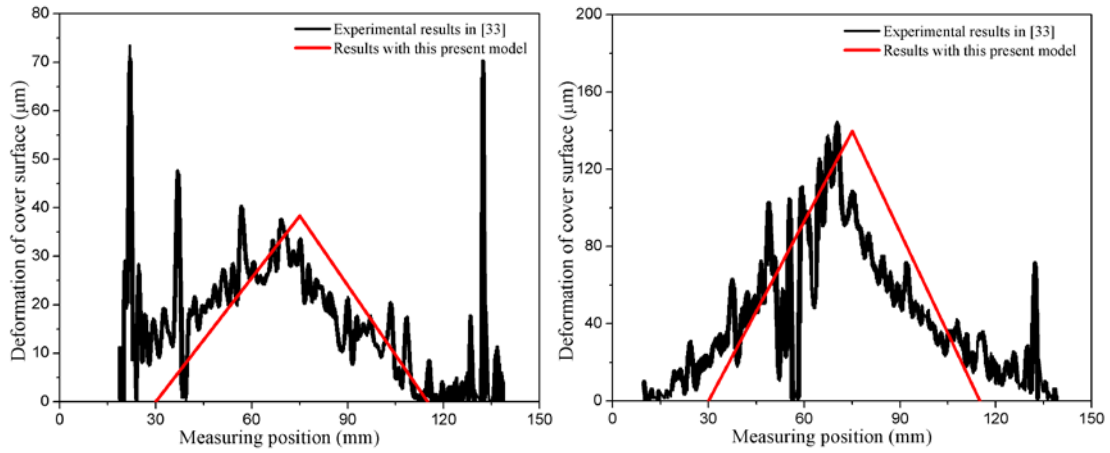 80
70
60
50
40
30
20
10
0
Deformation of cover surface (μm)
Experimental results in [33]
Results with this present model
0 30 60 90 120 150
Measuring position (mm)
200
160
120
80
40
0
Deformation of cover surface (μm)
Experimental results in [33]
Results with this present model
0 30 60 90 120 150
Measuring position (mm)